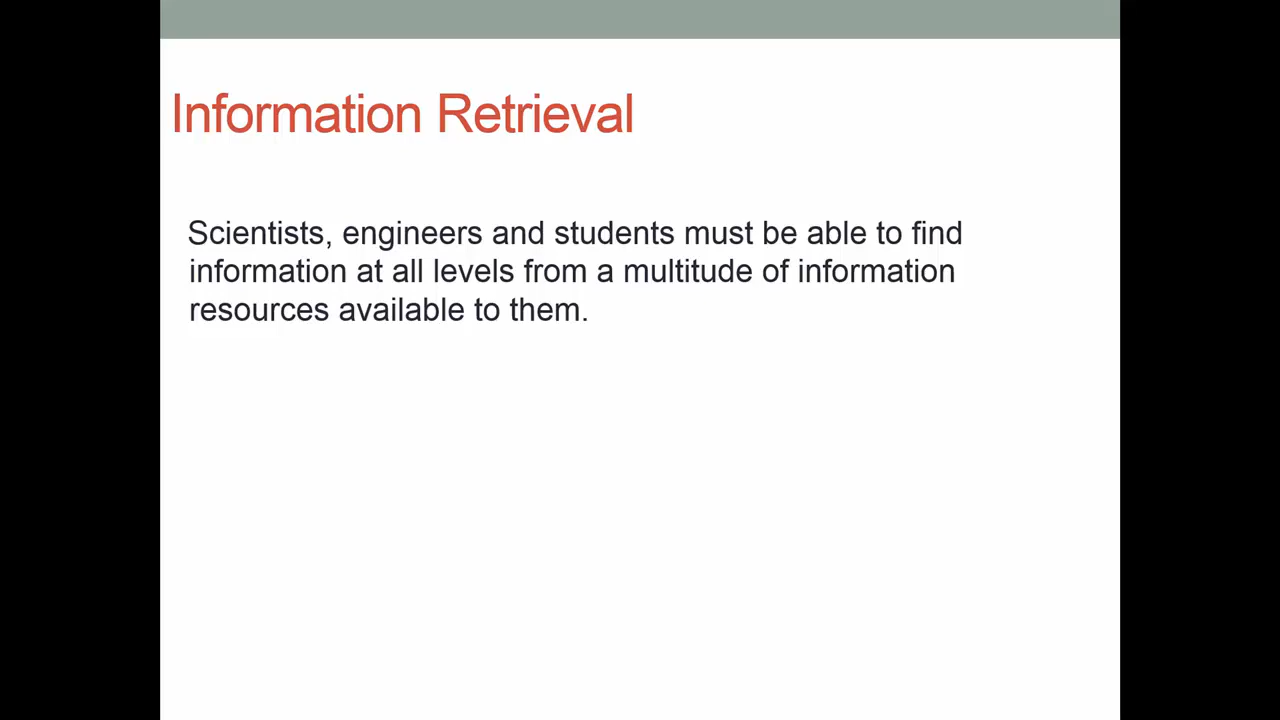 Information Retrieval
Scientists, engineers and students must be able to find
information at all levels from a multitude of information
resources available to them.